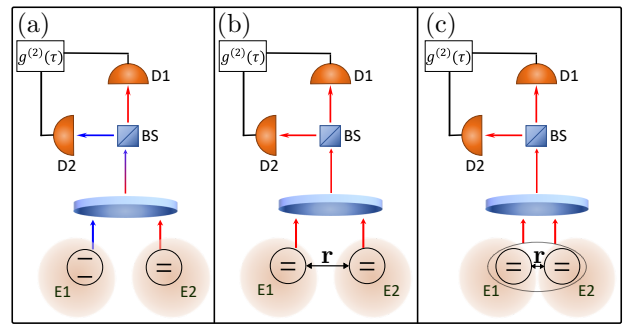 (a)
g⁽²⁾(τ)
D1
BS
D2
E1
E2
(b)
g⁽²⁾(τ)
D1
BS
D2
r
E1
E2
(c)
g⁽²⁾(τ)
D1
BS
D2
r
E1
E2